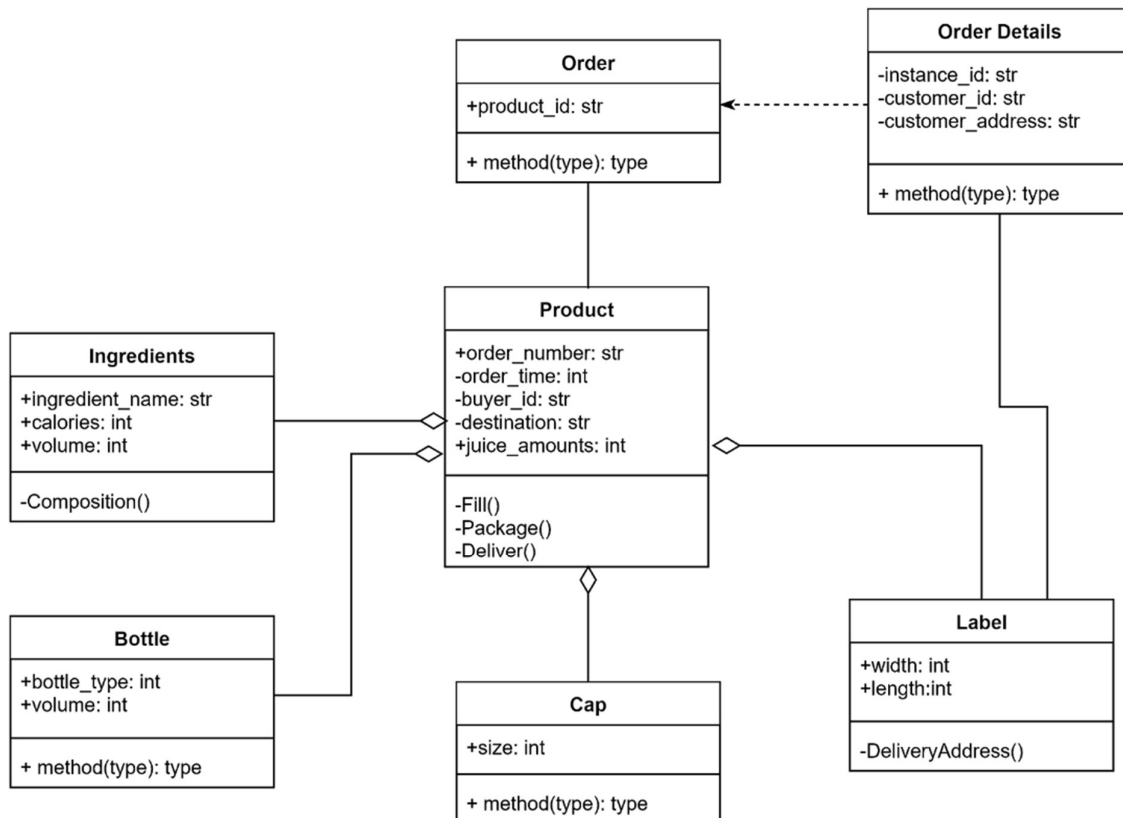 Order
+product_id: str
+ method(type): type
Order Details
-instance_id: str
-customer_id: str
-customer_address: str
+ method(type): type
Product
+order_number: str
-order_time: int
-buyer_id: str
-destination: str
+juice_amounts: int
-Fill()
-Package()
-Deliver()
Ingredients
+ingredient_name: str
+calories: int
+volume: int
-Composition()
Bottle
+bottle_type: int
+volume: int
+ method(type): type
Cap
+size: int
+ method(type): type
Label
+width: int
+length:int
-DeliveryAddress()